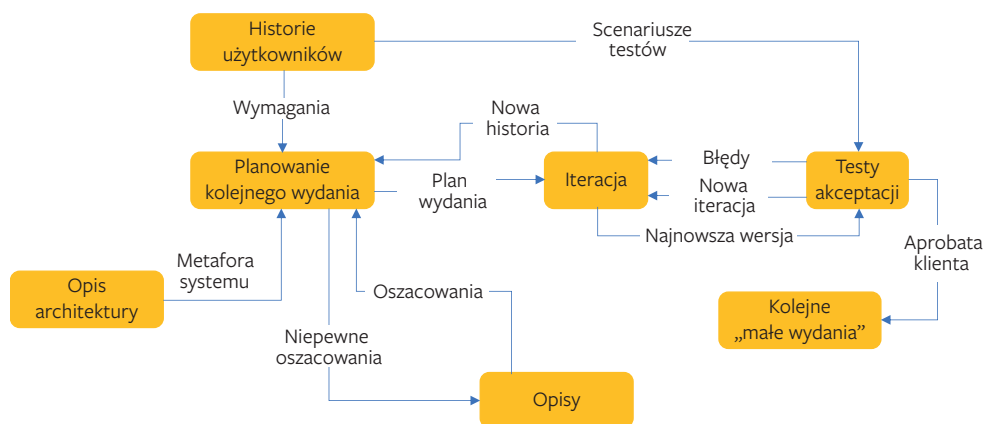 Historie
użytkowników
Scenariusze
testów
Wymagania
Nowa
historia
Planowanie
kolejnego wydania
Plan
wydania
Iteracja
Błędy
Nowa
iteracja
Testy
akceptacji
Najnowsza wersja
Aprobata
klienta
Metafora
systemu
Opis
architektury
Oszacowania
Kolejne
„małe wydania”
Niepewne
oszacowania
Opisy